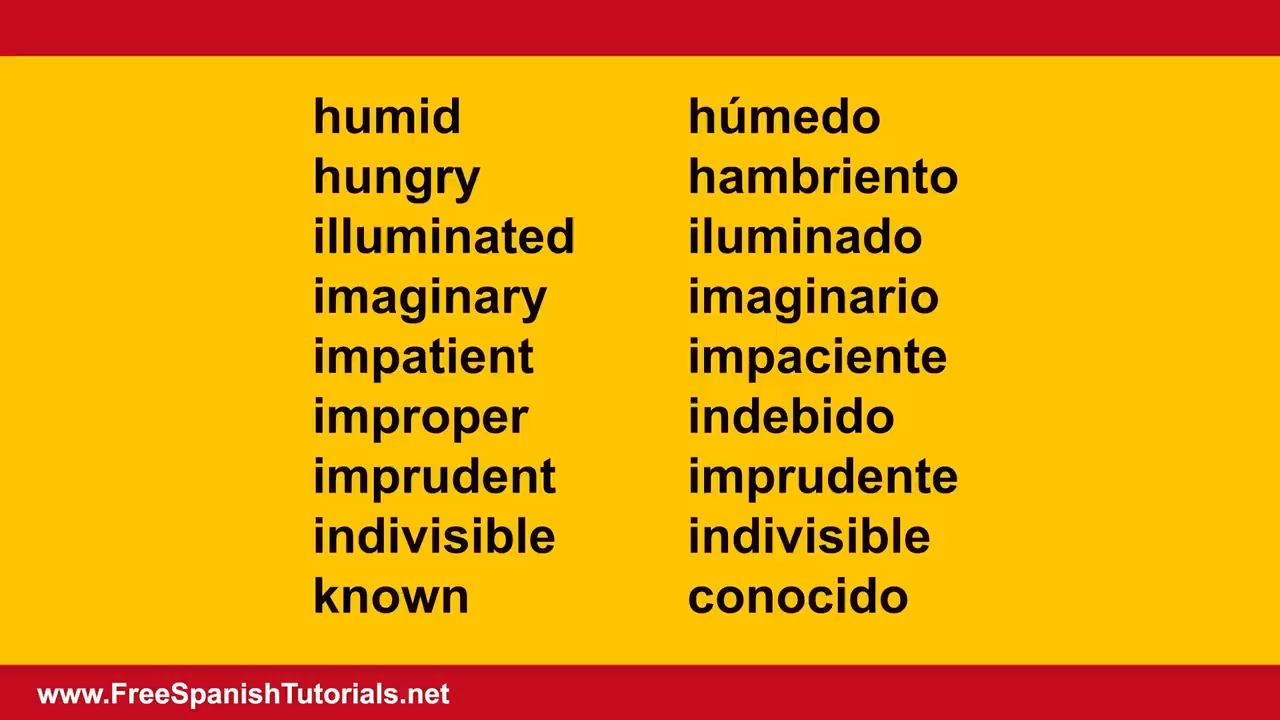 humid húmedo
hungry hambriento
illuminated iluminado
imaginary imaginario
impatient impaciente
improper indebido
imprudent imprudente
indivisible indivisible
known conocido
www.FreeSpanishTutorials.net